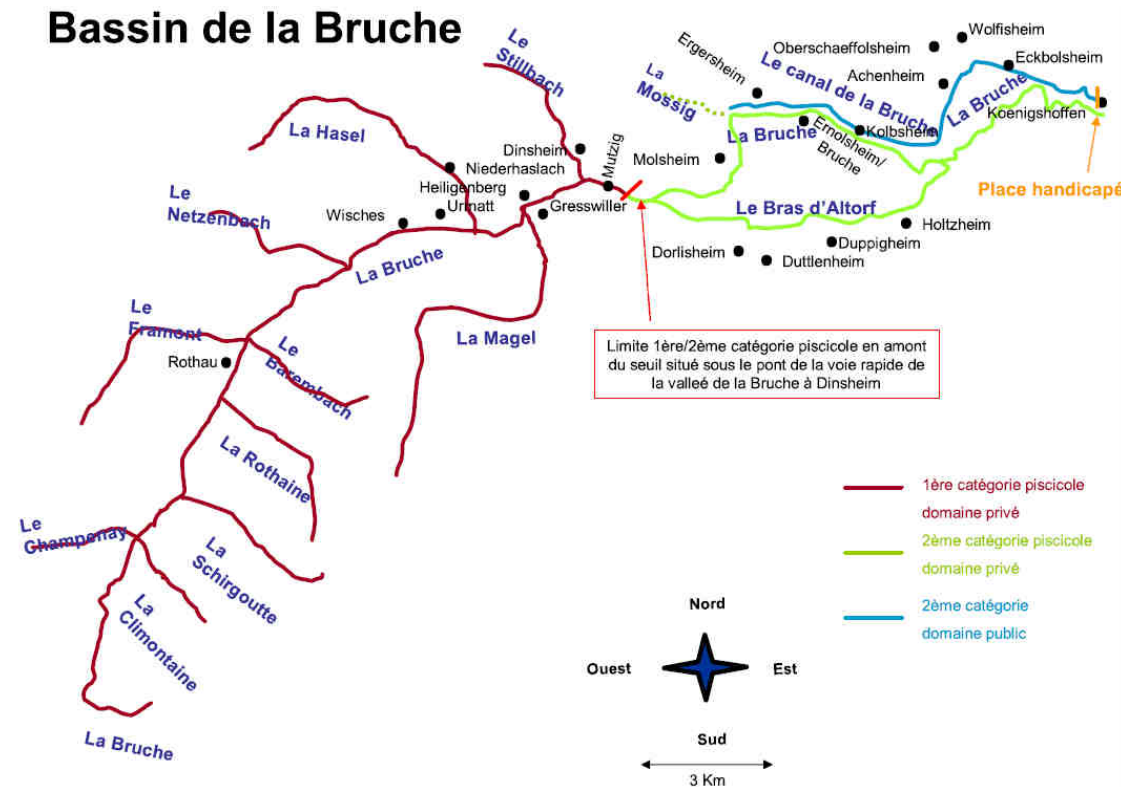 Bassin de la Bruche
Le
Stillbach
La Hasel
Le
Netzenbach
Le
Framont
Rothau
Le
Barembach
La Rothaine
Le
Champenay
La
Schirgoutte
La
Climontaine
La Bruche
Wisches
La Bruche
La Magel
Dinsheim
Niederhaslach
Heiligenberg
Urmatt
Gresswiller
Mutzig
Molsheim
La
Mossig
Ergersheim
La Bruche
Ernolsheim/
Bruche
Le canal de la Bruche
Kolbsheim
Oberschaeffolsheim
Wolfisheim
Achenheim
Eckbolsheim
La Bruche
Koenigshoffen
Place handicapé
Le Bras d'Altorf
Holtzheim
Duppigheim
Duttlenheim
Dorlisheim
Limite 1ère/2ème catégorie piscicole en amont
du seuil situé sous le pont de la voie rapide de
la valleé de la Bruche à Dinsheim
1ère catégorie piscicole
domaine privé
2ème catégorie piscicole
domaine privé
2ème catégorie
domaine public
Nord
Ouest
Est
Sud
3 Km